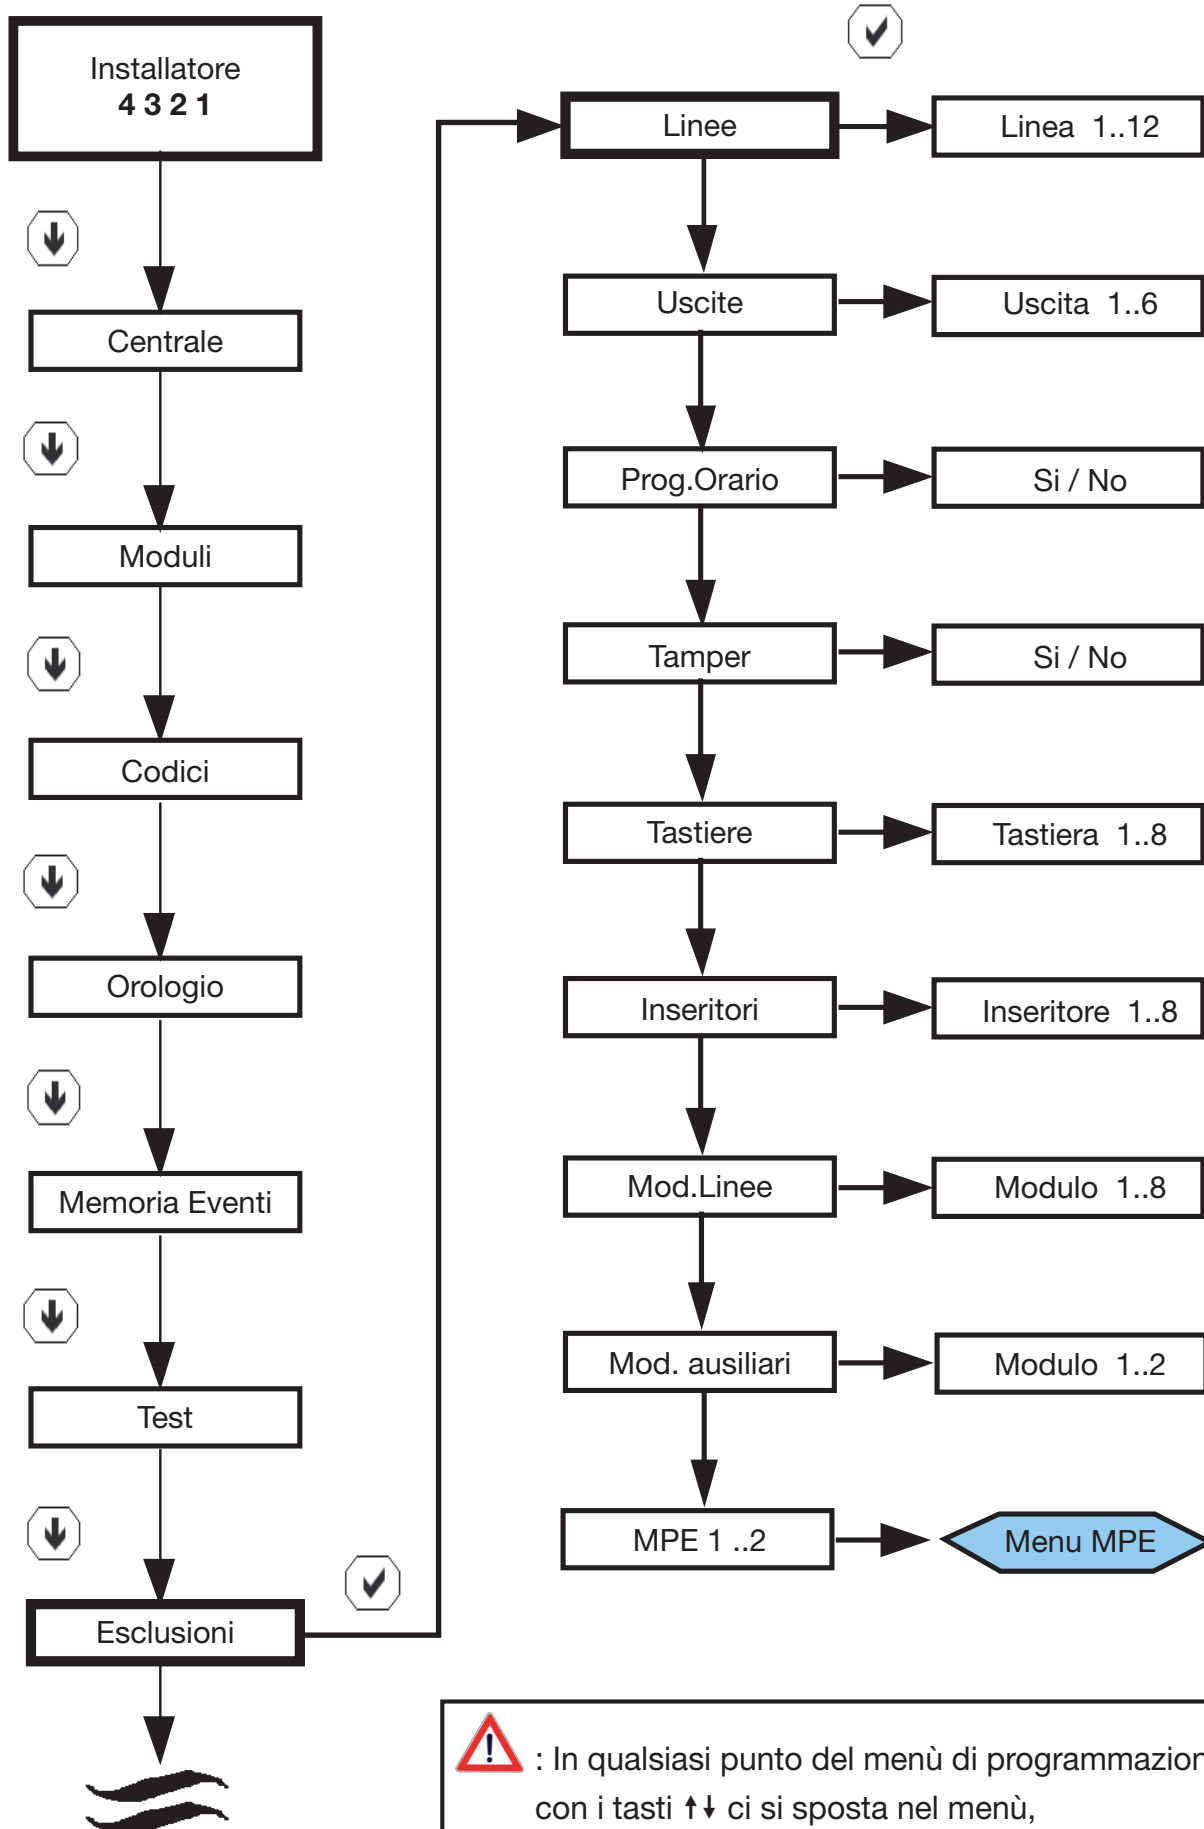 Installatore
4 3 2 1
Centrale
Moduli
Codici
Orologio
Memoria Eventi
Test
Esclusioni
Linee
Linea 1..12
Uscite
Uscita 1..6
Prog.Orario
Si / No
Tamper
Si / No
Tastiere
Tastiera 1..8
Inseritori
Inseritore 1..8
Mod.Linee
Modulo 1..8
Mod. ausiliari
Modulo 1..2
MPE 1 ..2
Menu MPE
: In qualsiasi punto del menù di programmazion
con i tasti ↑↓ ci si sposta nel menù,